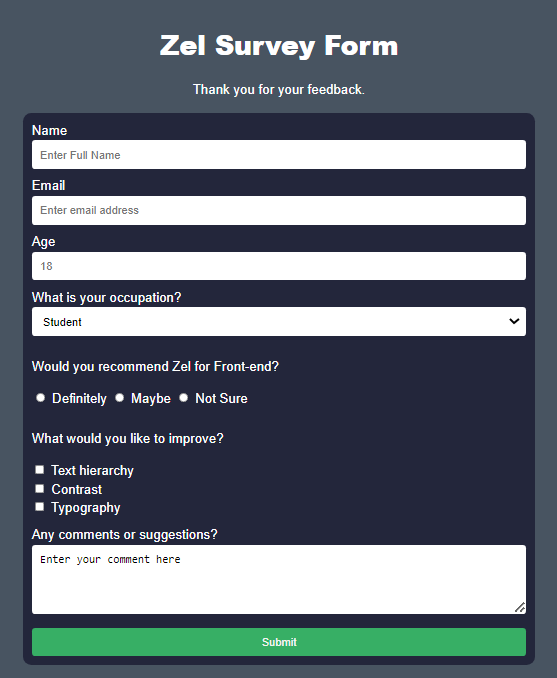 Zel Survey Form
Thank you for your feedback.
Name
Enter Full Name
Email
Enter email address
Age
18
What is your occupation?
Student
Would you recommend Zel for Front-end?
Definitely Maybe Not Sure
What would you like to improve?
Text hierarchy
Contrast
Typography
Any comments or suggestions?
Enter your comment here
Submit